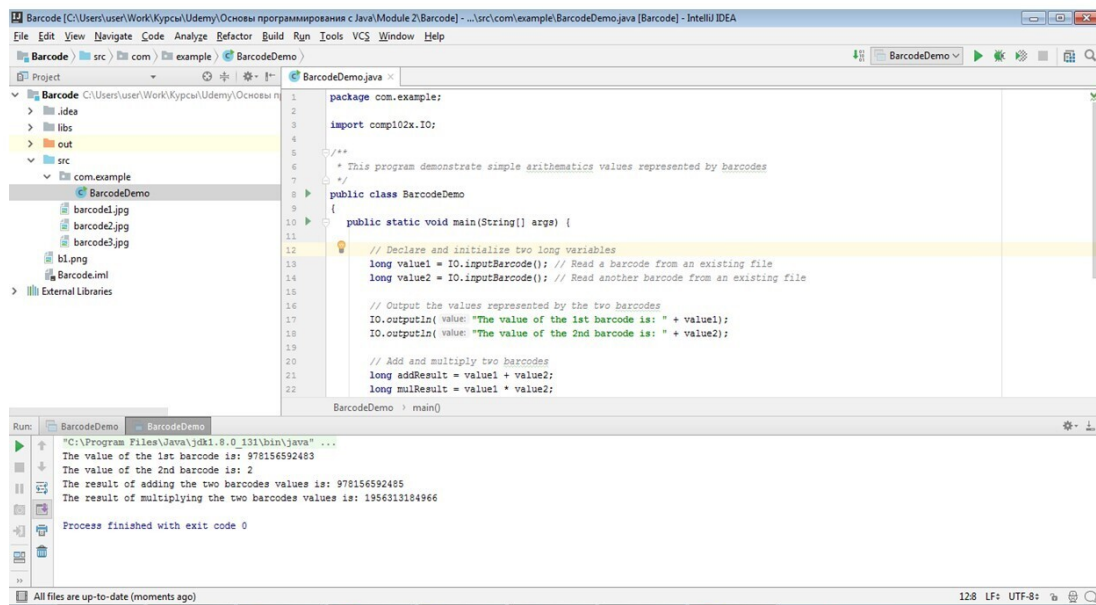 Barcode [C:\Users\user\Work\Курсы\Udemy\Основы программирования с Java\Module 2\Barcode] - ...\src\com\example\BarcodeDemo.java [Barcode] - IntelliJ IDEA
File Edit View Navigate Code Analyze Refactor Build Run Tools VCS Window Help
Barcode src com example BarcodeDemo
BarcodeDemo
Project
BarcodeDemo.java
Barcode C:\Users\user\Work\Курсы\Udemy\Основы п
.idea
libs
out
src
com.example
BarcodeDemo
barcode1.jpg
barcode2.jpg
barcode3.jpg
b1.png
Barcode.iml
External Libraries
1 package com.example;
2
3 import comp102x.IO;
4
5 /**
6 * This program demonstrate simple arithematics values represented by barcodes
7 */
8 public class BarcodeDemo
9 {
10 public static void main(String[] args) {
11
12 // Declare and initialize two long variables
13 long value1 = IO.inputBarcode(); // Read a barcode from an existing file
14 long value2 = IO.inputBarcode(); // Read another barcode from an existing file
15
16 // Output the values represented by the two barcodes
17 IO.outputln( value: "The value of the 1st barcode is: " + value1);
18 IO.outputln( value: "The value of the 2nd barcode is: " + value2);
19
20 // Add and multiply two barcodes
21 long addResult = value1 + value2;
22 long mulResult = value1 * value2;
BarcodeDemo > main()
Run: BarcodeDemo BarcodeDemo
"C:\Program Files\Java\jdk1.8.0_131\bin\java" ...
The value of the 1st barcode is: 978156592483
The value of the 2nd barcode is: 2
The result of adding the two barcodes values is: 978156592485
The result of multiplying the two barcodes values is: 1956313184966
Process finished with exit code 0
All files are up-to-date (moments ago)
12:8 LF UTF-8